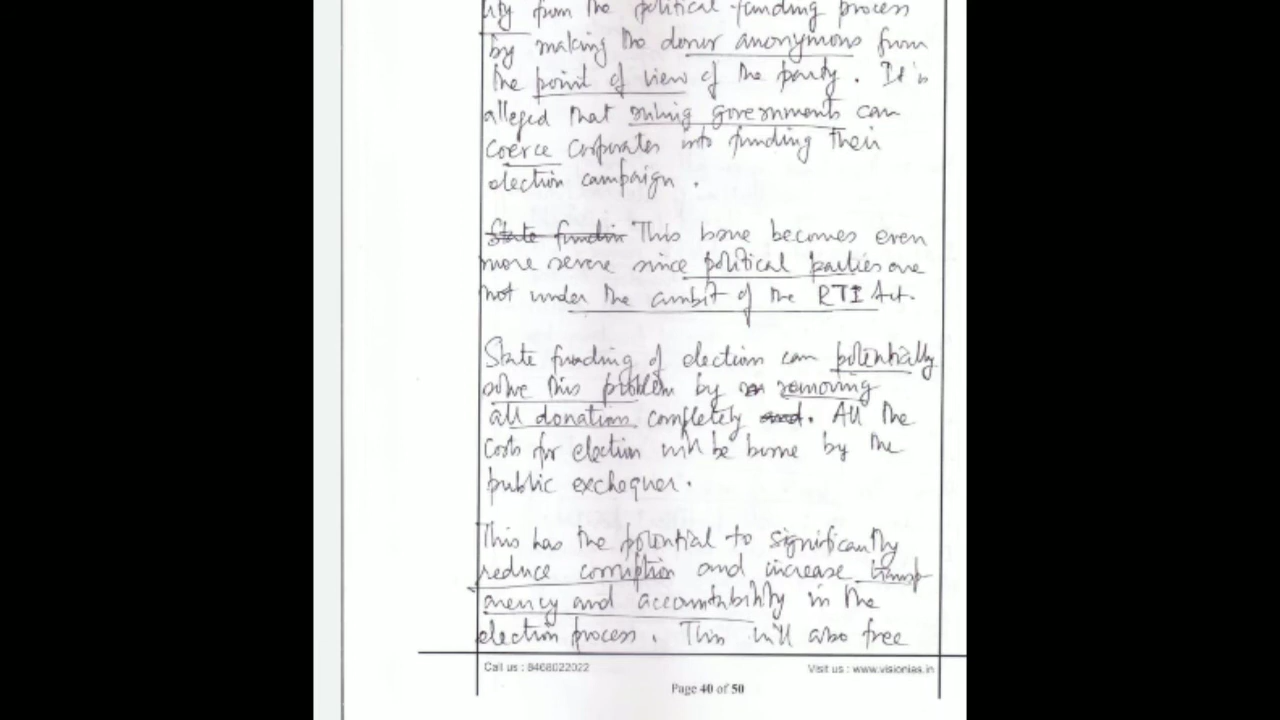 from the political funding process
by making the donor anonymous from
the point of view of the party. It is
alleged that ruling governments can
coerce corporates into funding their
election campaign.
State fundin This issue becomes even
more severe since political parties are
not under the ambit of the RTI Act.
State funding of election can potentially
solve this problem by removing
all donations completely and. All the
costs for election will be borne by the
public exchequer.
This has the potential to significantly
reduce corruption and increase transp
arency and accountability in the
election process. This will also free
Call us : 8468022022
Visit us : www.visionias.in
Page 40 of 50